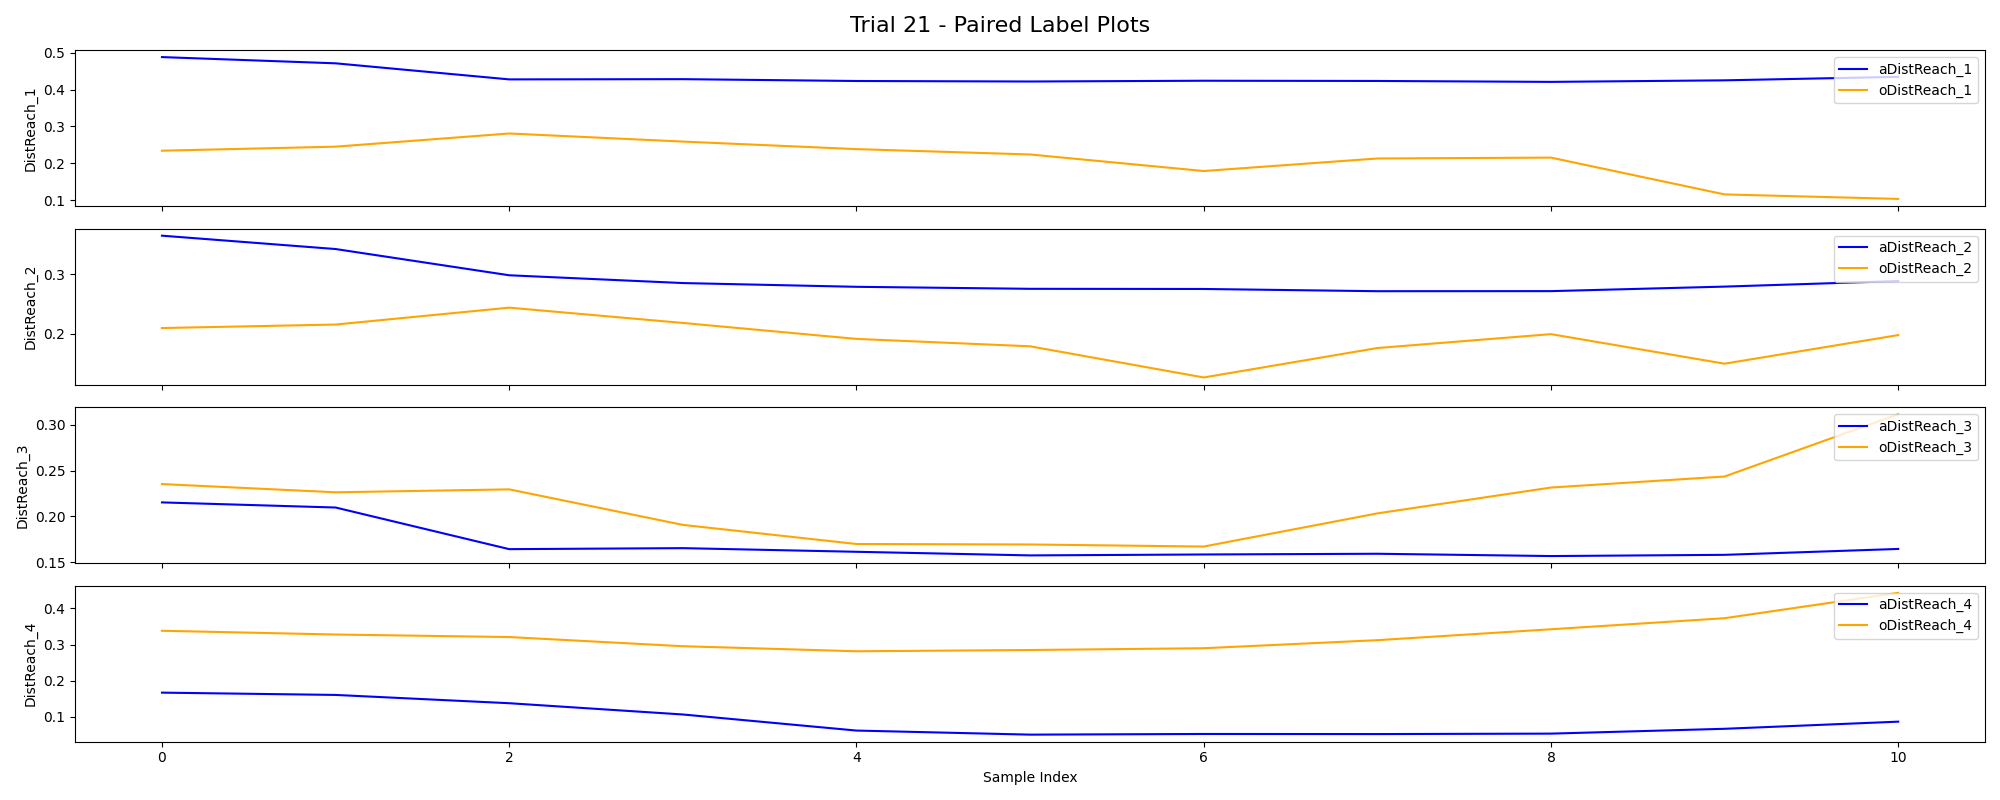 Trial 21 - Paired Label Plots
0.5
0.4
0.3
0.2
0.1
DistReach_1
aDistReach_1
oDistReach_1
0.3
0.2
DistReach_2
aDistReach_2
oDistReach_2
0.30
0.25
0.20
0.15
DistReach_3
aDistReach_3
oDistReach_3
0.4
0.3
0.2
0.1
DistReach_4
aDistReach_4
oDistReach_4
0 2 4 6 8 10
Sample Index